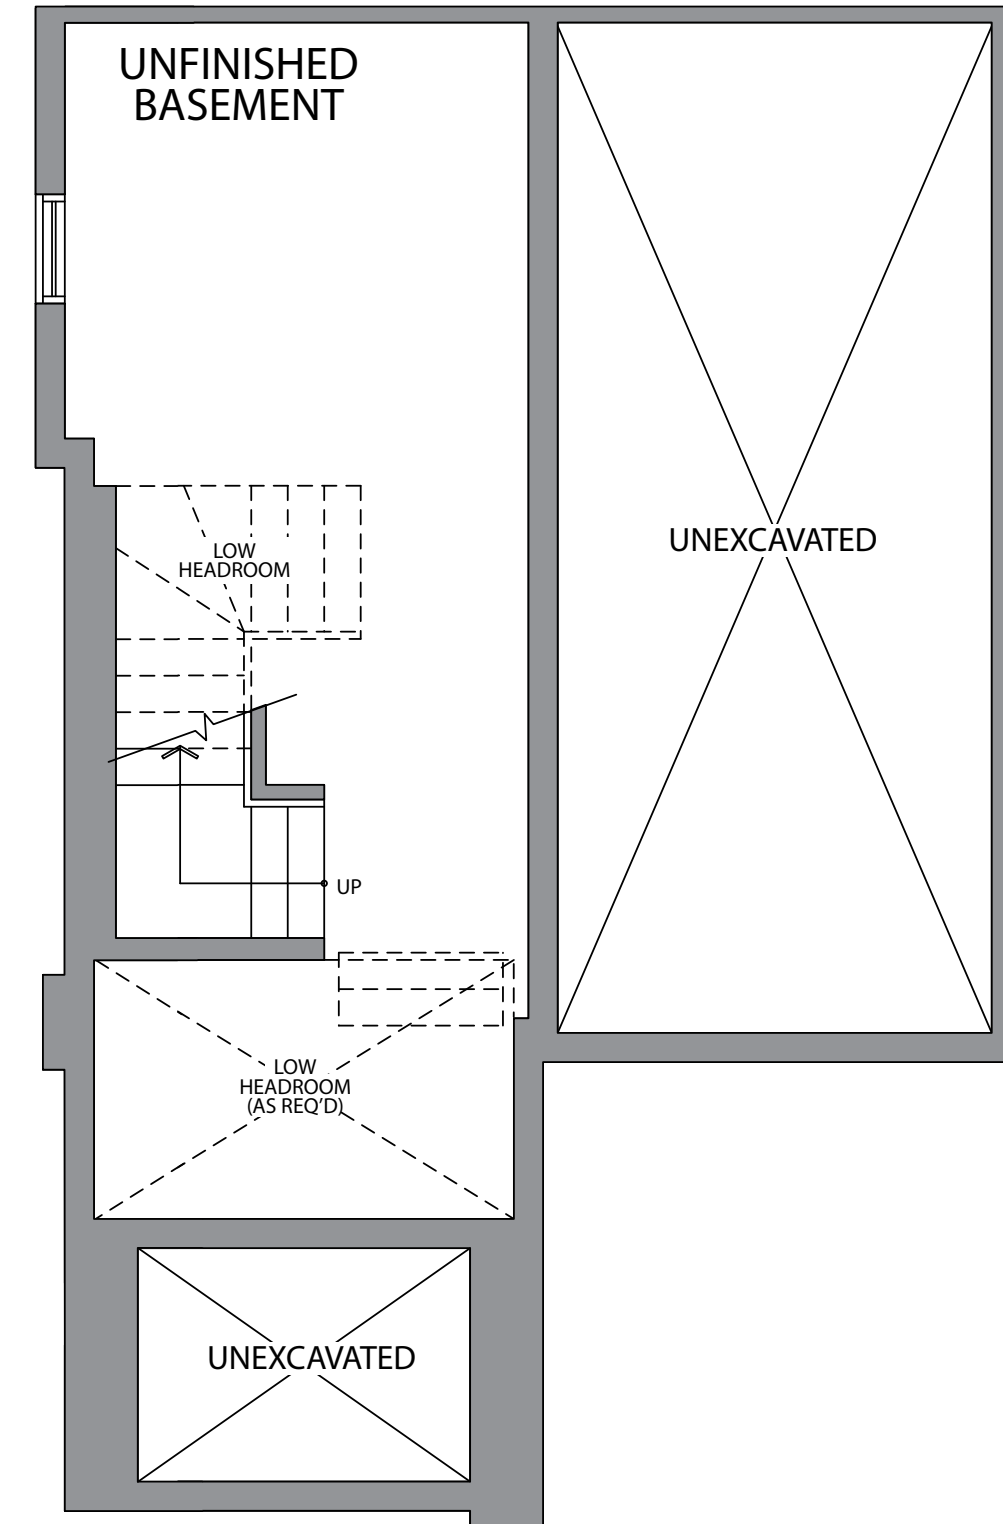 UNFINISHED
BASEMENT
UNEXCAVATED
LOW
HEADROOM
UP
LOW
HEADROOM
(AS REQ'D)
UNEXCAVATED